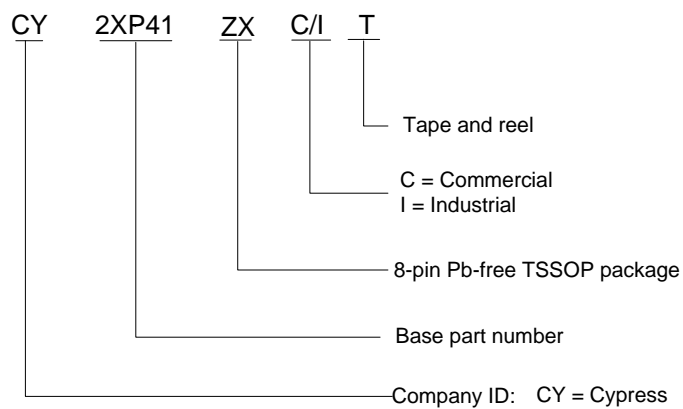 CY 2XP41 ZX C/I T
Tape and reel
C = Commercial
I = Industrial
8-pin Pb-free TSSOP package
Base part number
Company ID: CY = Cypress